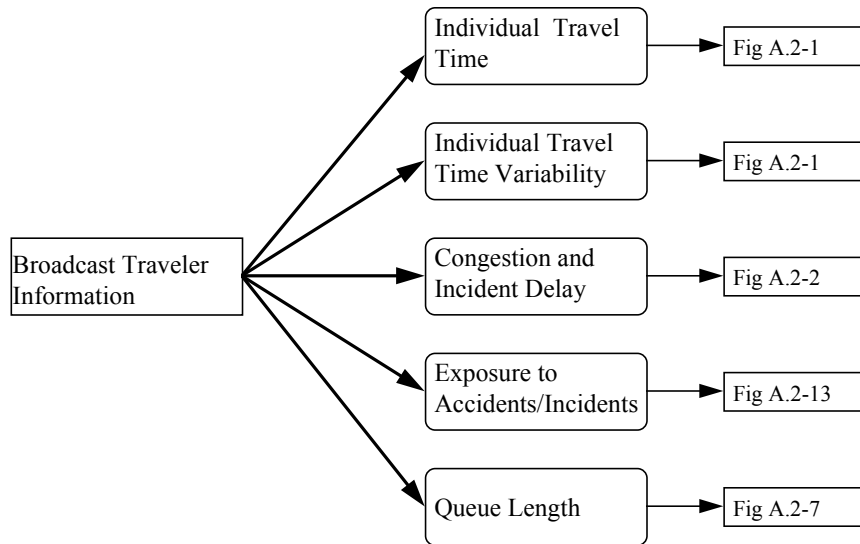 Broadcast Traveler
Information
Individual Travel
Time
Fig A.2-1
Individual Travel
Time Variability
Fig A.2-1
Congestion and
Incident Delay
Fig A.2-2
Exposure to
Accidents/Incidents
Fig A.2-13
Queue Length
Fig A.2-7